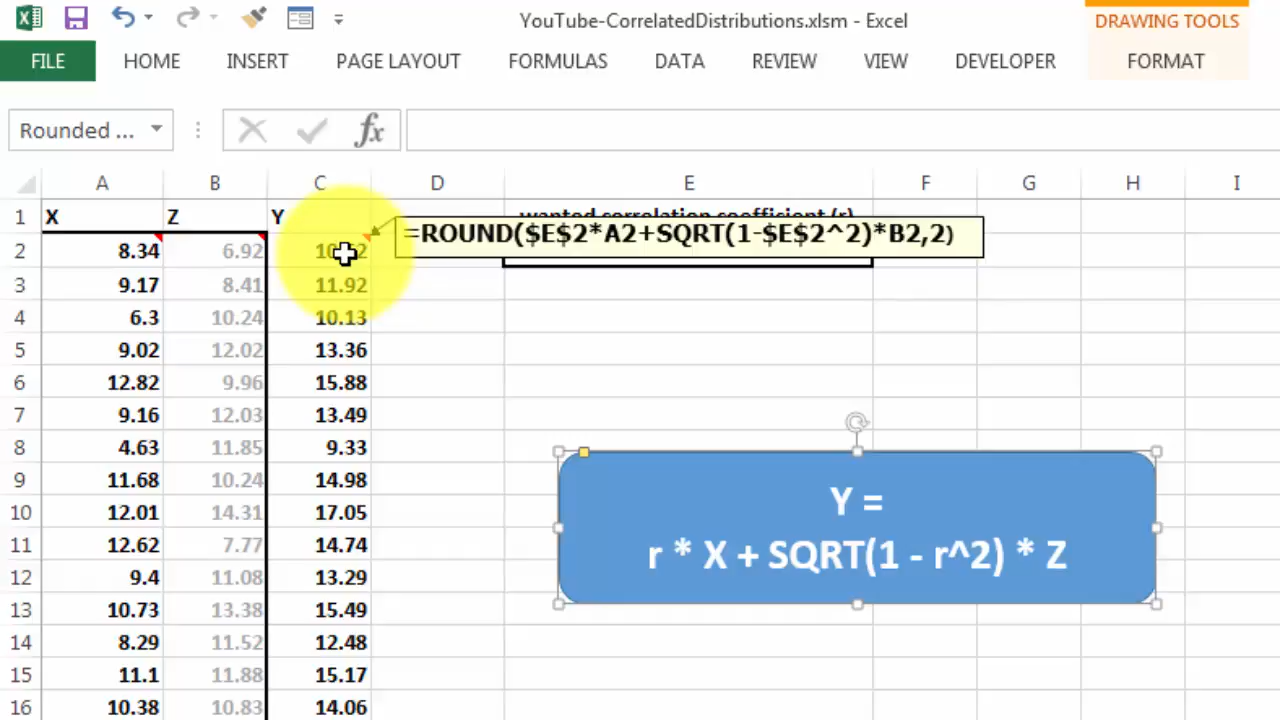 YouTube-CorrelatedDistributions.xlsm - Excel
DRAWING TOOLS
FILE HOME INSERT PAGE LAYOUT FORMULAS DATA REVIEW VIEW DEVELOPER FORMAT
Rounded ... fx
A B C D E F G H I
1 X Z Y wanted correlation coefficient (r)
=ROUND($E$2*A2+SQRT(1-$E$2^2)*B2,2)
2 8.34 6.92
3 9.17 8.41 11.92
4 6.3 10.24 10.13
5 9.02 12.02 13.36
6 12.82 9.96 15.88
7 9.16 12.03 13.49
8 4.63 11.85 9.33
9 11.68 10.24 14.98
10 12.01 14.31 17.05
11 12.62 7.77 14.74
12 9.4 11.08 13.29
13 10.73 13.38 15.49
14 8.29 11.52 12.48
15 11.1 11.88 15.17
16 10.38 10.83 14.06
Y =
r * X + SQRT(1 - r^2) * Z